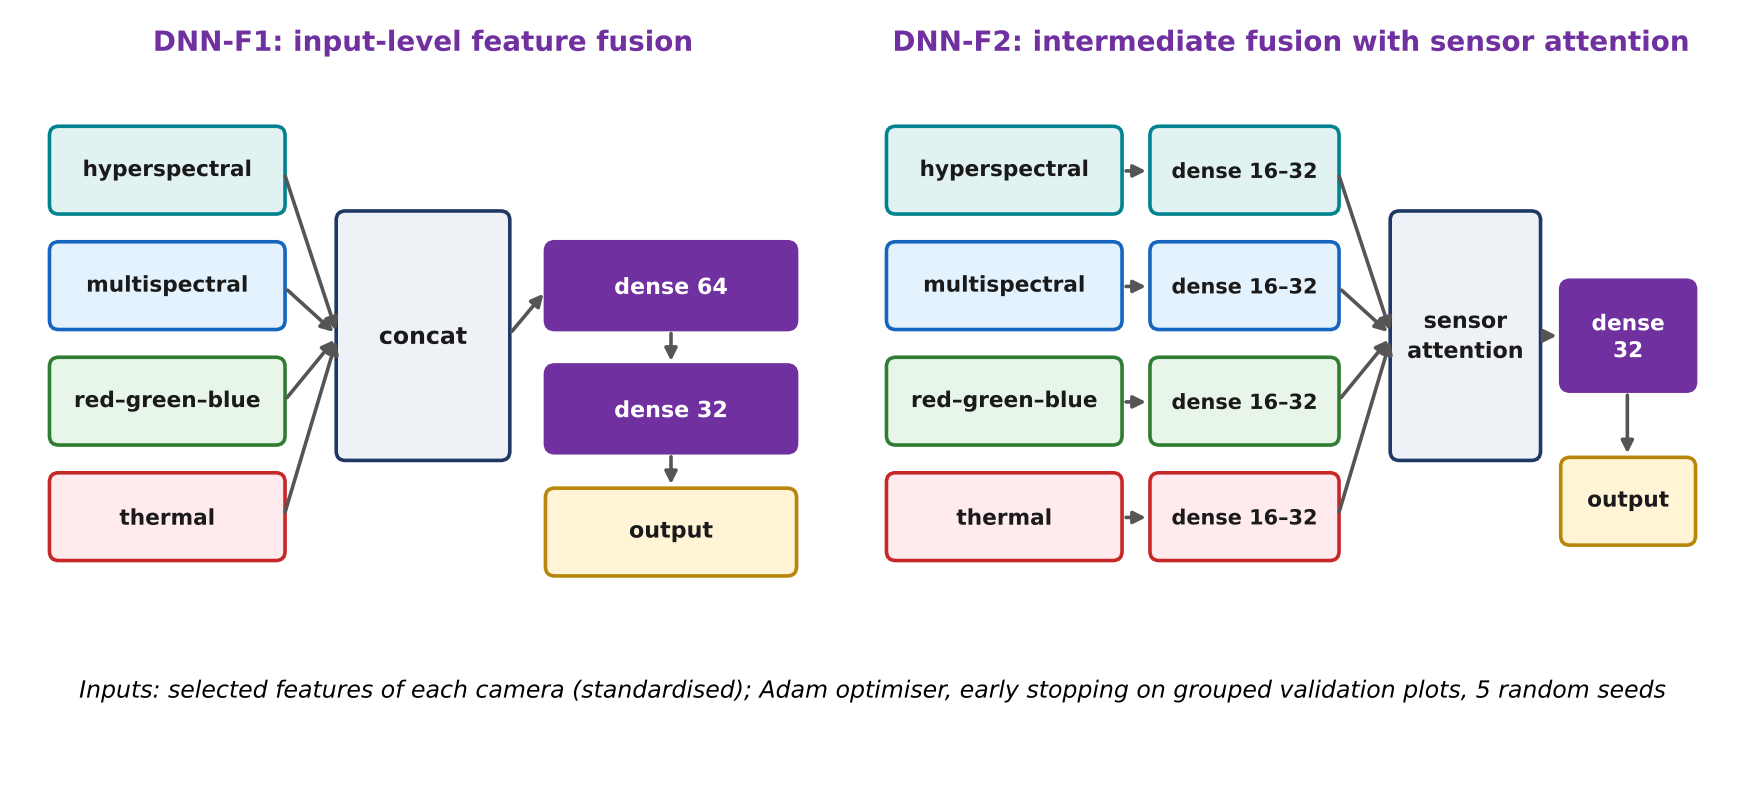 DNN-F1: input-level feature fusion
hyperspectral
multispectral
red–green–blue
thermal
concat
dense 64
dense 32
output
DNN-F2: intermediate fusion with sensor attention
hyperspectral
dense 16–32
multispectral
dense 16–32
red–green–blue
dense 16–32
thermal
dense 16–32
sensor
attention
dense
32
output
Inputs: selected features of each camera (standardised); Adam optimiser, early stopping on grouped validation plots, 5 random seeds